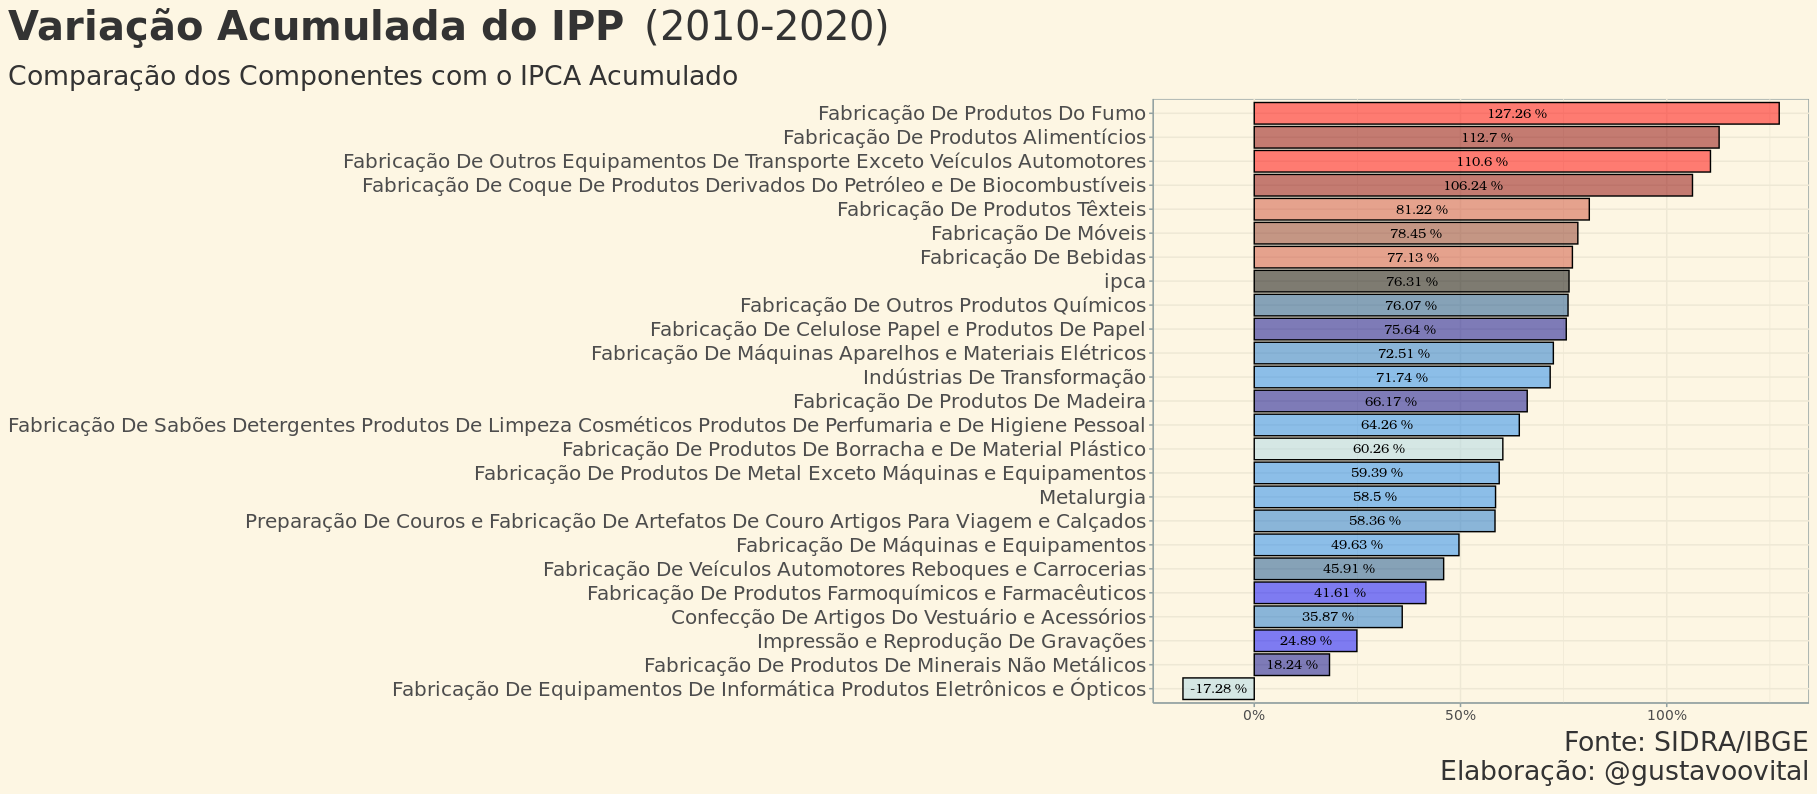 Variação Acumulada do IPP (2010-2020)
Comparação dos Componentes com o IPCA Acumulado
Fabricação De Produtos Do Fumo 127.26 %
Fabricação De Produtos Alimentícios 112.7 %
Fabricação De Outros Equipamentos De Transporte Exceto Veículos Automotores 110.6 %
Fabricação De Coque De Produtos Derivados Do Petróleo e De Biocombustíveis 106.24 %
Fabricação De Produtos Têxteis 81.22 %
Fabricação De Móveis 78.45 %
Fabricação De Bebidas 77.13 %
ipca 76.31 %
Fabricação De Outros Produtos Químicos 76.07 %
Fabricação De Celulose Papel e Produtos De Papel 75.64 %
Fabricação De Máquinas Aparelhos e Materiais Elétricos 72.51 %
Indústrias De Transformação 71.74 %
Fabricação De Produtos De Madeira 66.17 %
Fabricação De Sabões Detergentes Produtos De Limpeza Cosméticos Produtos De Perfumaria e De Higiene Pessoal 64.26 %
Fabricação De Produtos De Borracha e De Material Plástico 60.26 %
Fabricação De Produtos De Metal Exceto Máquinas e Equipamentos 59.39 %
Metalurgia 58.5 %
Preparação De Couros e Fabricação De Artefatos De Couro Artigos Para Viagem e Calçados 58.36 %
Fabricação De Máquinas e Equipamentos 49.63 %
Fabricação De Veículos Automotores Reboques e Carrocerias 45.91 %
Fabricação De Produtos Farmoquímicos e Farmacêuticos 41.61 %
Confecção De Artigos Do Vestuário e Acessórios 35.87 %
Impressão e Reprodução De Gravações 24.89 %
Fabricação De Produtos De Minerais Não Metálicos 18.24 %
Fabricação De Equipamentos De Informática Produtos Eletrônicos e Ópticos -17.28 %
0% 50% 100%
Fonte: SIDRA/IBGE
Elaboração: @gustavoovital